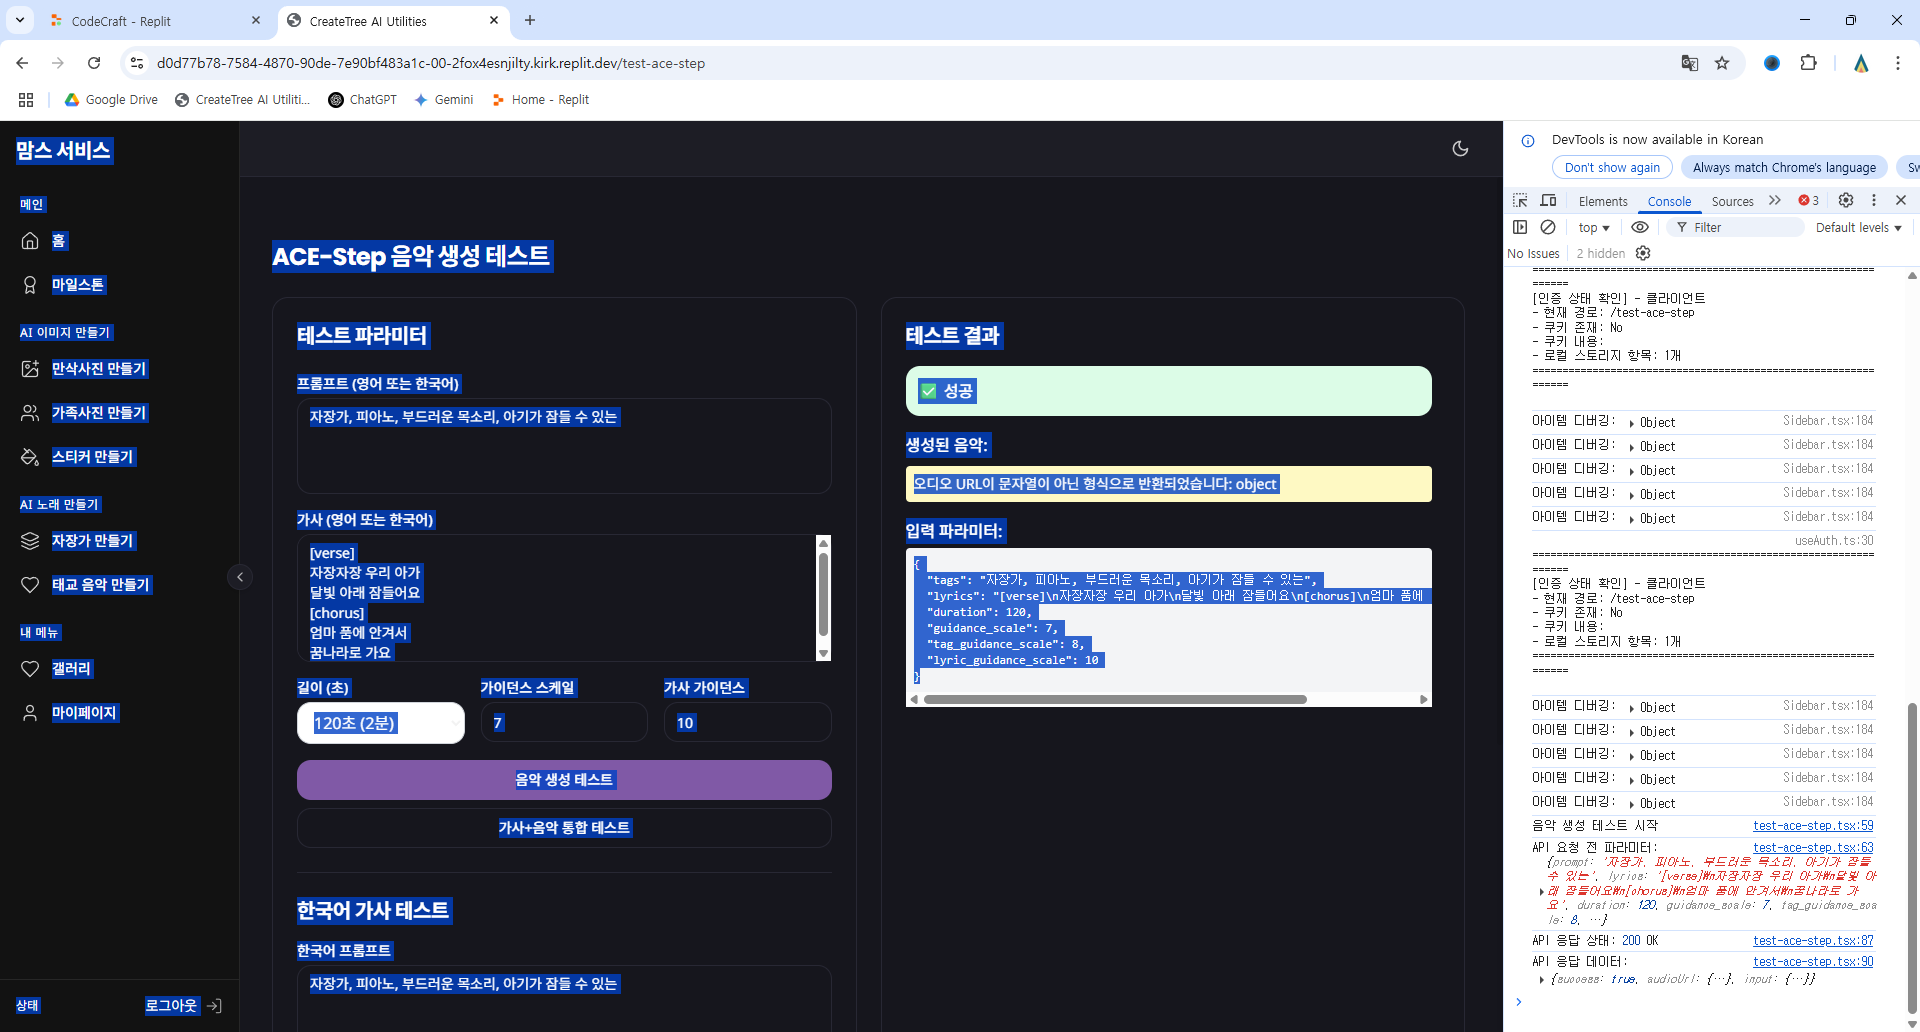 CodeCraft - Replit
CreateTree AI Utilities
d0d77b78-7584-4870-90de-7e90bf483a1c-00-2fox4esnjilty.kirk.replit.dev/test-ace-step
Google Drive
CreateTree AI Utiliti...
ChatGPT
Gemini
Home - Replit
맘스 서비스
메인
홈
마일스톤
AI 이미지 만들기
만삭사진 만들기
가족사진 만들기
스티커 만들기
AI 노래 만들기
자장가 만들기
태교 음악 만들기
내 메뉴
갤러리
마이페이지
상태
로그아웃
ACE-Step 음악 생성 테스트
테스트 파라미터
프롬프트 (영어 또는 한국어)
자장가, 피아노, 부드러운 목소리, 아기가 잠들 수 있는
가사 (영어 또는 한국어)
[verse]
자장자장 우리 아가
달빛 아래 잠들어요
[chorus]
엄마 품에 안겨서
꿈나라로 가요
길이 (초)
가이던스 스케일
가사 가이던스
120초 (2분)
7
10
음악 생성 테스트
가사+음악 통합 테스트
한국어 가사 테스트
한국어 프롬프트
자장가, 피아노, 부드러운 목소리, 아기가 잠들 수 있는
테스트 결과
✅ 성공
생성된 음악:
오디오 URL이 문자열이 아닌 형식으로 반환되었습니다: object
입력 파라미터:
{
"tags": "자장가, 피아노, 부드러운 목소리, 아기가 잠들 수 있는",
"lyrics": "[verse]\n자장자장 우리 아가\n달빛 아래 잠들어요\n[chorus]\n엄마 품에
"duration": 120,
"guidance_scale": 7,
"tag_guidance_scale": 8,
"lyric_guidance_scale": 10
}
DevTools is now available in Korean
Don't show again
Always match Chrome's language
Sw
Elements
Console
Sources
3
top
Filter
Default levels
No Issues
2 hidden
=========================================================
======
[인증 상태 확인] - 클라이언트
- 현재 경로: /test-ace-step
- 쿠키 존재: No
- 쿠키 내용:
- 로컬 스토리지 항목: 1개
=========================================================
======
아이템 디버깅: ▸ Object Sidebar.tsx:184
아이템 디버깅: ▸ Object Sidebar.tsx:184
아이템 디버깅: ▸ Object Sidebar.tsx:184
아이템 디버깅: ▸ Object Sidebar.tsx:184
아이템 디버깅: ▸ Object Sidebar.tsx:184
useAuth.ts:30
=========================================================
======
[인증 상태 확인] - 클라이언트
- 현재 경로: /test-ace-step
- 쿠키 존재: No
- 쿠키 내용:
- 로컬 스토리지 항목: 1개
=========================================================
======
아이템 디버깅: ▸ Object Sidebar.tsx:184
아이템 디버깅: ▸ Object Sidebar.tsx:184
아이템 디버깅: ▸ Object Sidebar.tsx:184
아이템 디버깅: ▸ Object Sidebar.tsx:184
아이템 디버깅: ▸ Object Sidebar.tsx:184
음악 생성 테스트 시작 test-ace-step.tsx:59
API 요청 전 파라미터: test-ace-step.tsx:63
{prompt: '자장가, 피아노, 부드러운 목소리, 아기가 잠들
수 있는', lyrics: '[verse]₩n자장자장 우리 아가₩n달빛 아
래 잠들어요₩n[chorus]₩n엄마 품에 안겨서₩n꿈나라로 가
요', duration: 120, guidance_scale: 7, tag_guidance_sca
le: 8, …}
API 응답 상태: 200 OK test-ace-step.tsx:87
API 응답 데이터: test-ace-step.tsx:90
▸ {success: true, audioUrl: {…}, input: {…}}